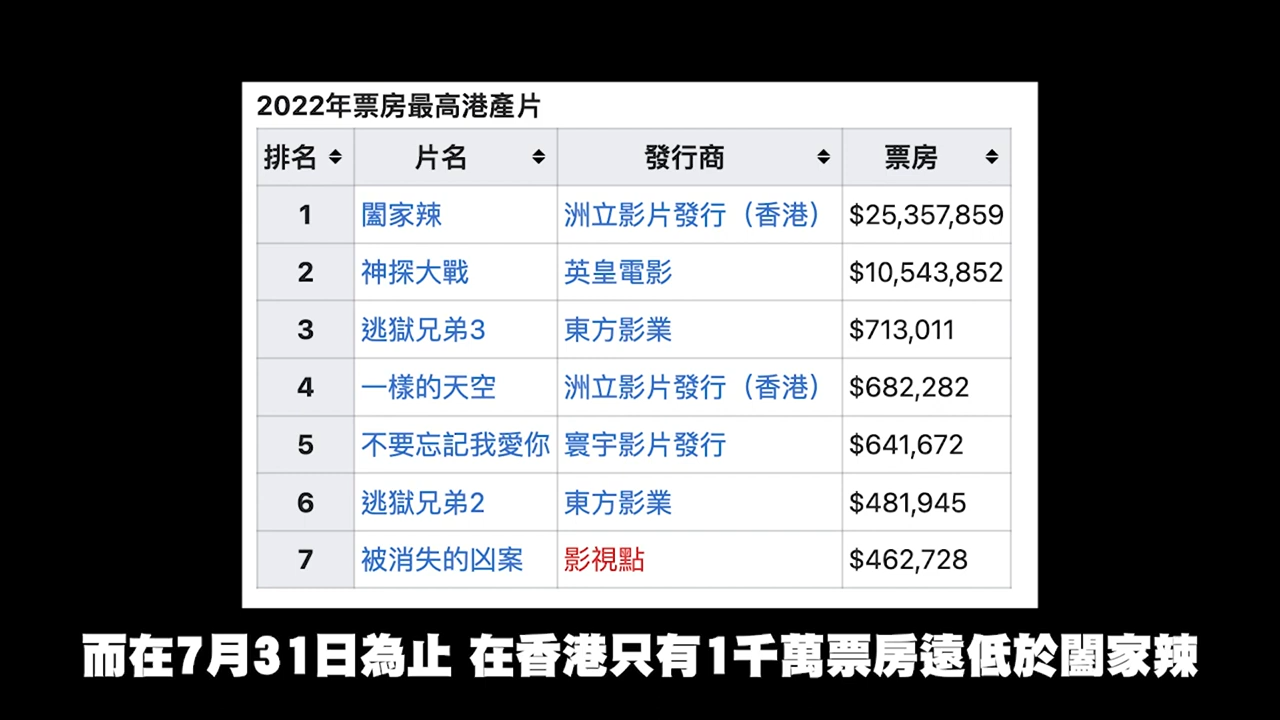 2022年票房最高港產片
排名 片名 發行商 票房
1 闔家辣 洲立影片發行（香港） $25,357,859
2 神探大戰 英皇電影 $10,543,852
3 逃獄兄弟3 東方影業 $713,011
4 一樣的天空 洲立影片發行（香港） $682,282
5 不要忘記我愛你 寰宇影片發行 $641,672
6 逃獄兄弟2 東方影業 $481,945
7 被消失的凶案 影視點 $462,728
而在7月31日為止 在香港只有1千萬票房遠低於闔家辣